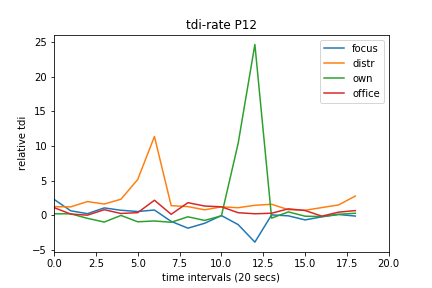 tdi-rate P12
25
20
15
10
5
0
−5
relative tdi
focus
distr
own
office
0.0 2.5 5.0 7.5 10.0 12.5 15.0 17.5 20.0
time intervals (20 secs)